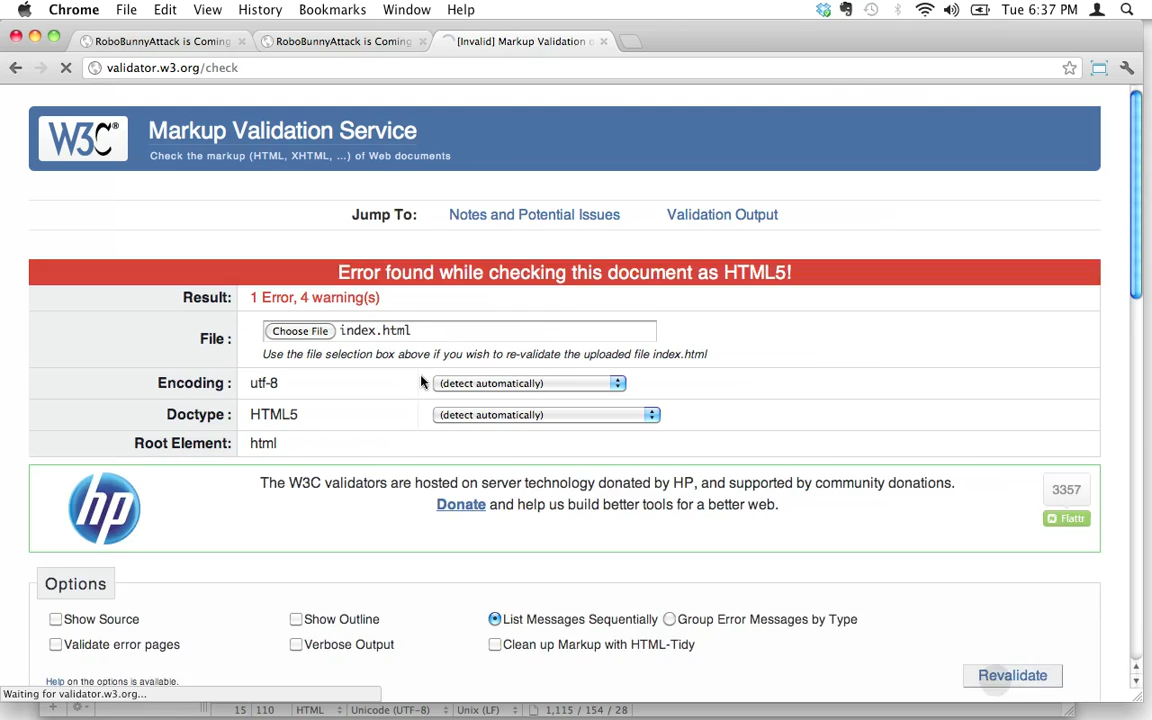 Chrome File Edit View History Bookmarks Window Help Tue 6:37 PM
RoboBunnyAttack is Coming RoboBunnyAttack is Coming [Invalid] Markup Validation
validator.w3.org/check
W3C® Markup Validation Service
Check the markup (HTML, XHTML, ...) of Web documents
Jump To: Notes and Potential Issues Validation Output
Error found while checking this document as HTML5!
Result: 1 Error, 4 warning(s)
File : Choose File index.html
Use the file selection box above if you wish to re-validate the uploaded file index.html
Encoding : utf-8 (detect automatically)
Doctype : HTML5 (detect automatically)
Root Element: html
hp
The W3C validators are hosted on server technology donated by HP, and supported by community donations.
Donate and help us build better tools for a better web.
3357
Flattr
Options
Show Source Show Outline List Messages Sequentially Group Error Messages by Type
Validate error pages Verbose Output Clean up Markup with HTML-Tidy
Help on the options is available.
Revalidate
Waiting for validator.w3.org...
15 110 HTML Unicode (UTF-8) Unix (LF) 1,115 / 154 / 28